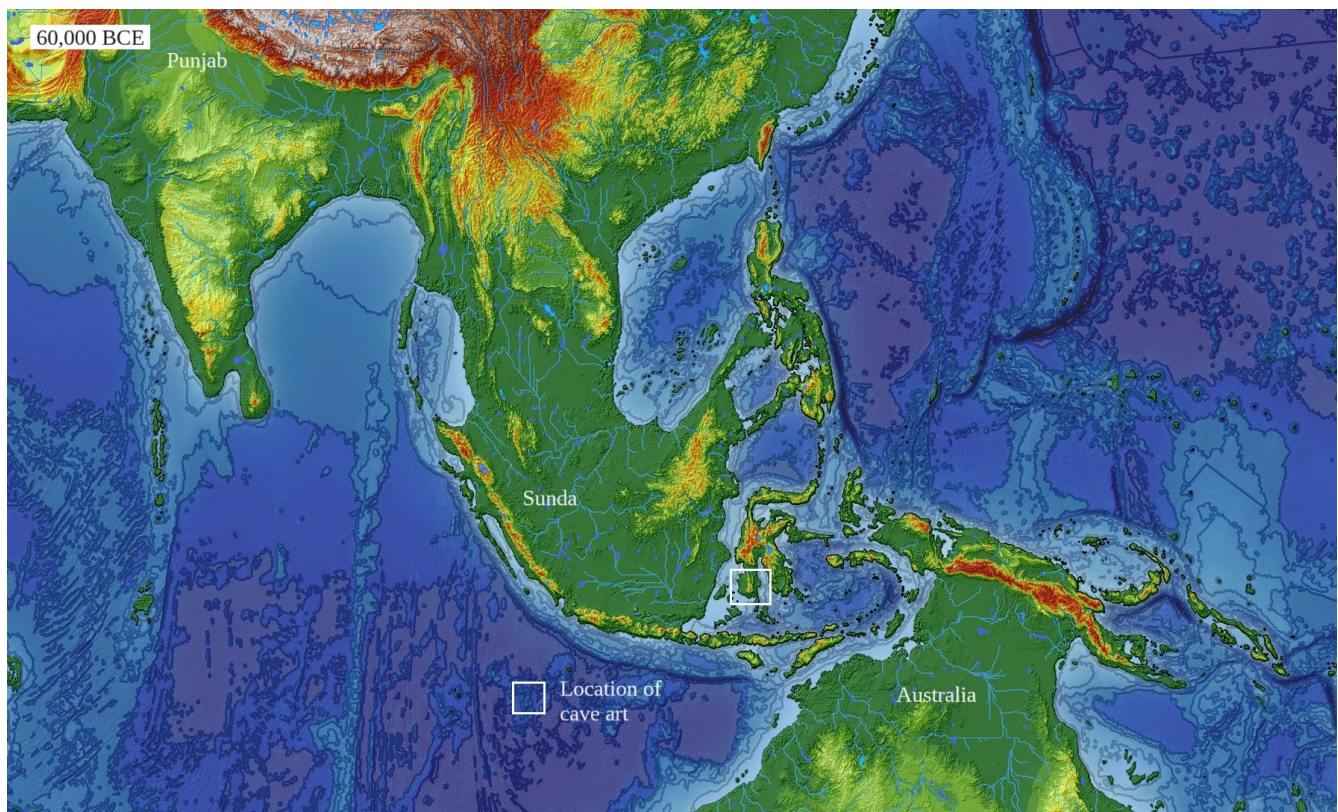 60,000 BCE
Punjab
Sunda
Location of
cave art
Australia